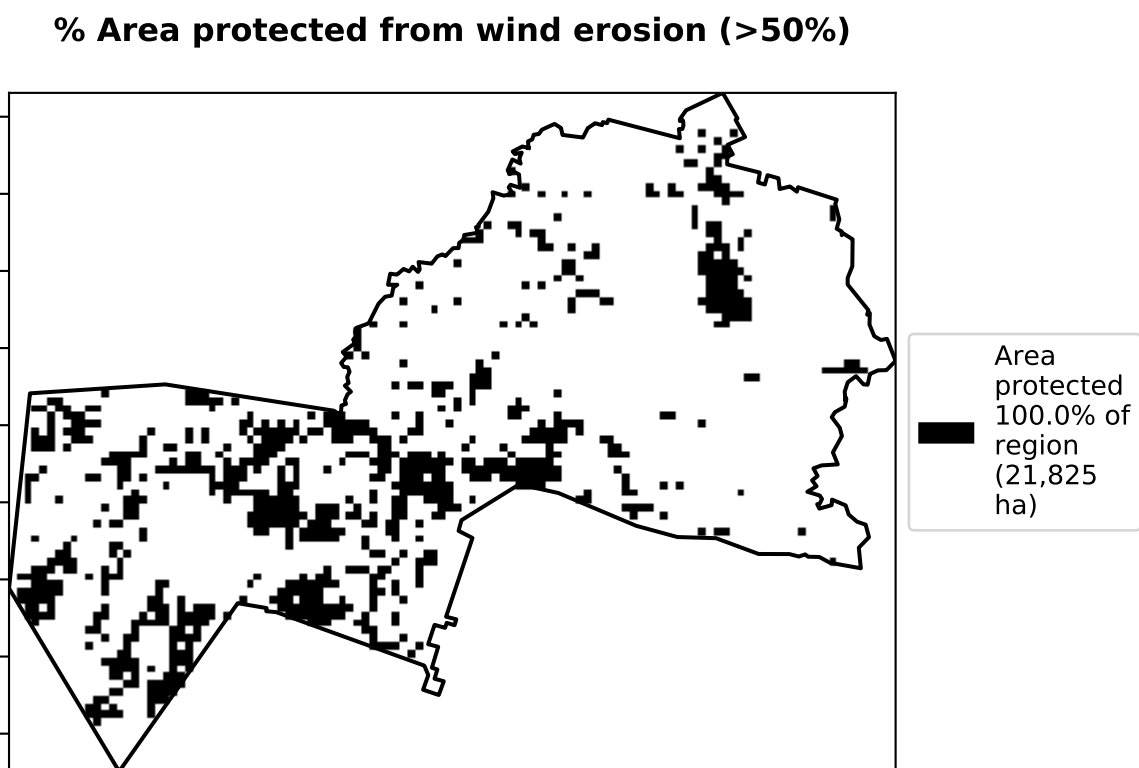 % Area protected from wind erosion (>50%)
Area
protected
100.0% of
region
(21,825
ha)